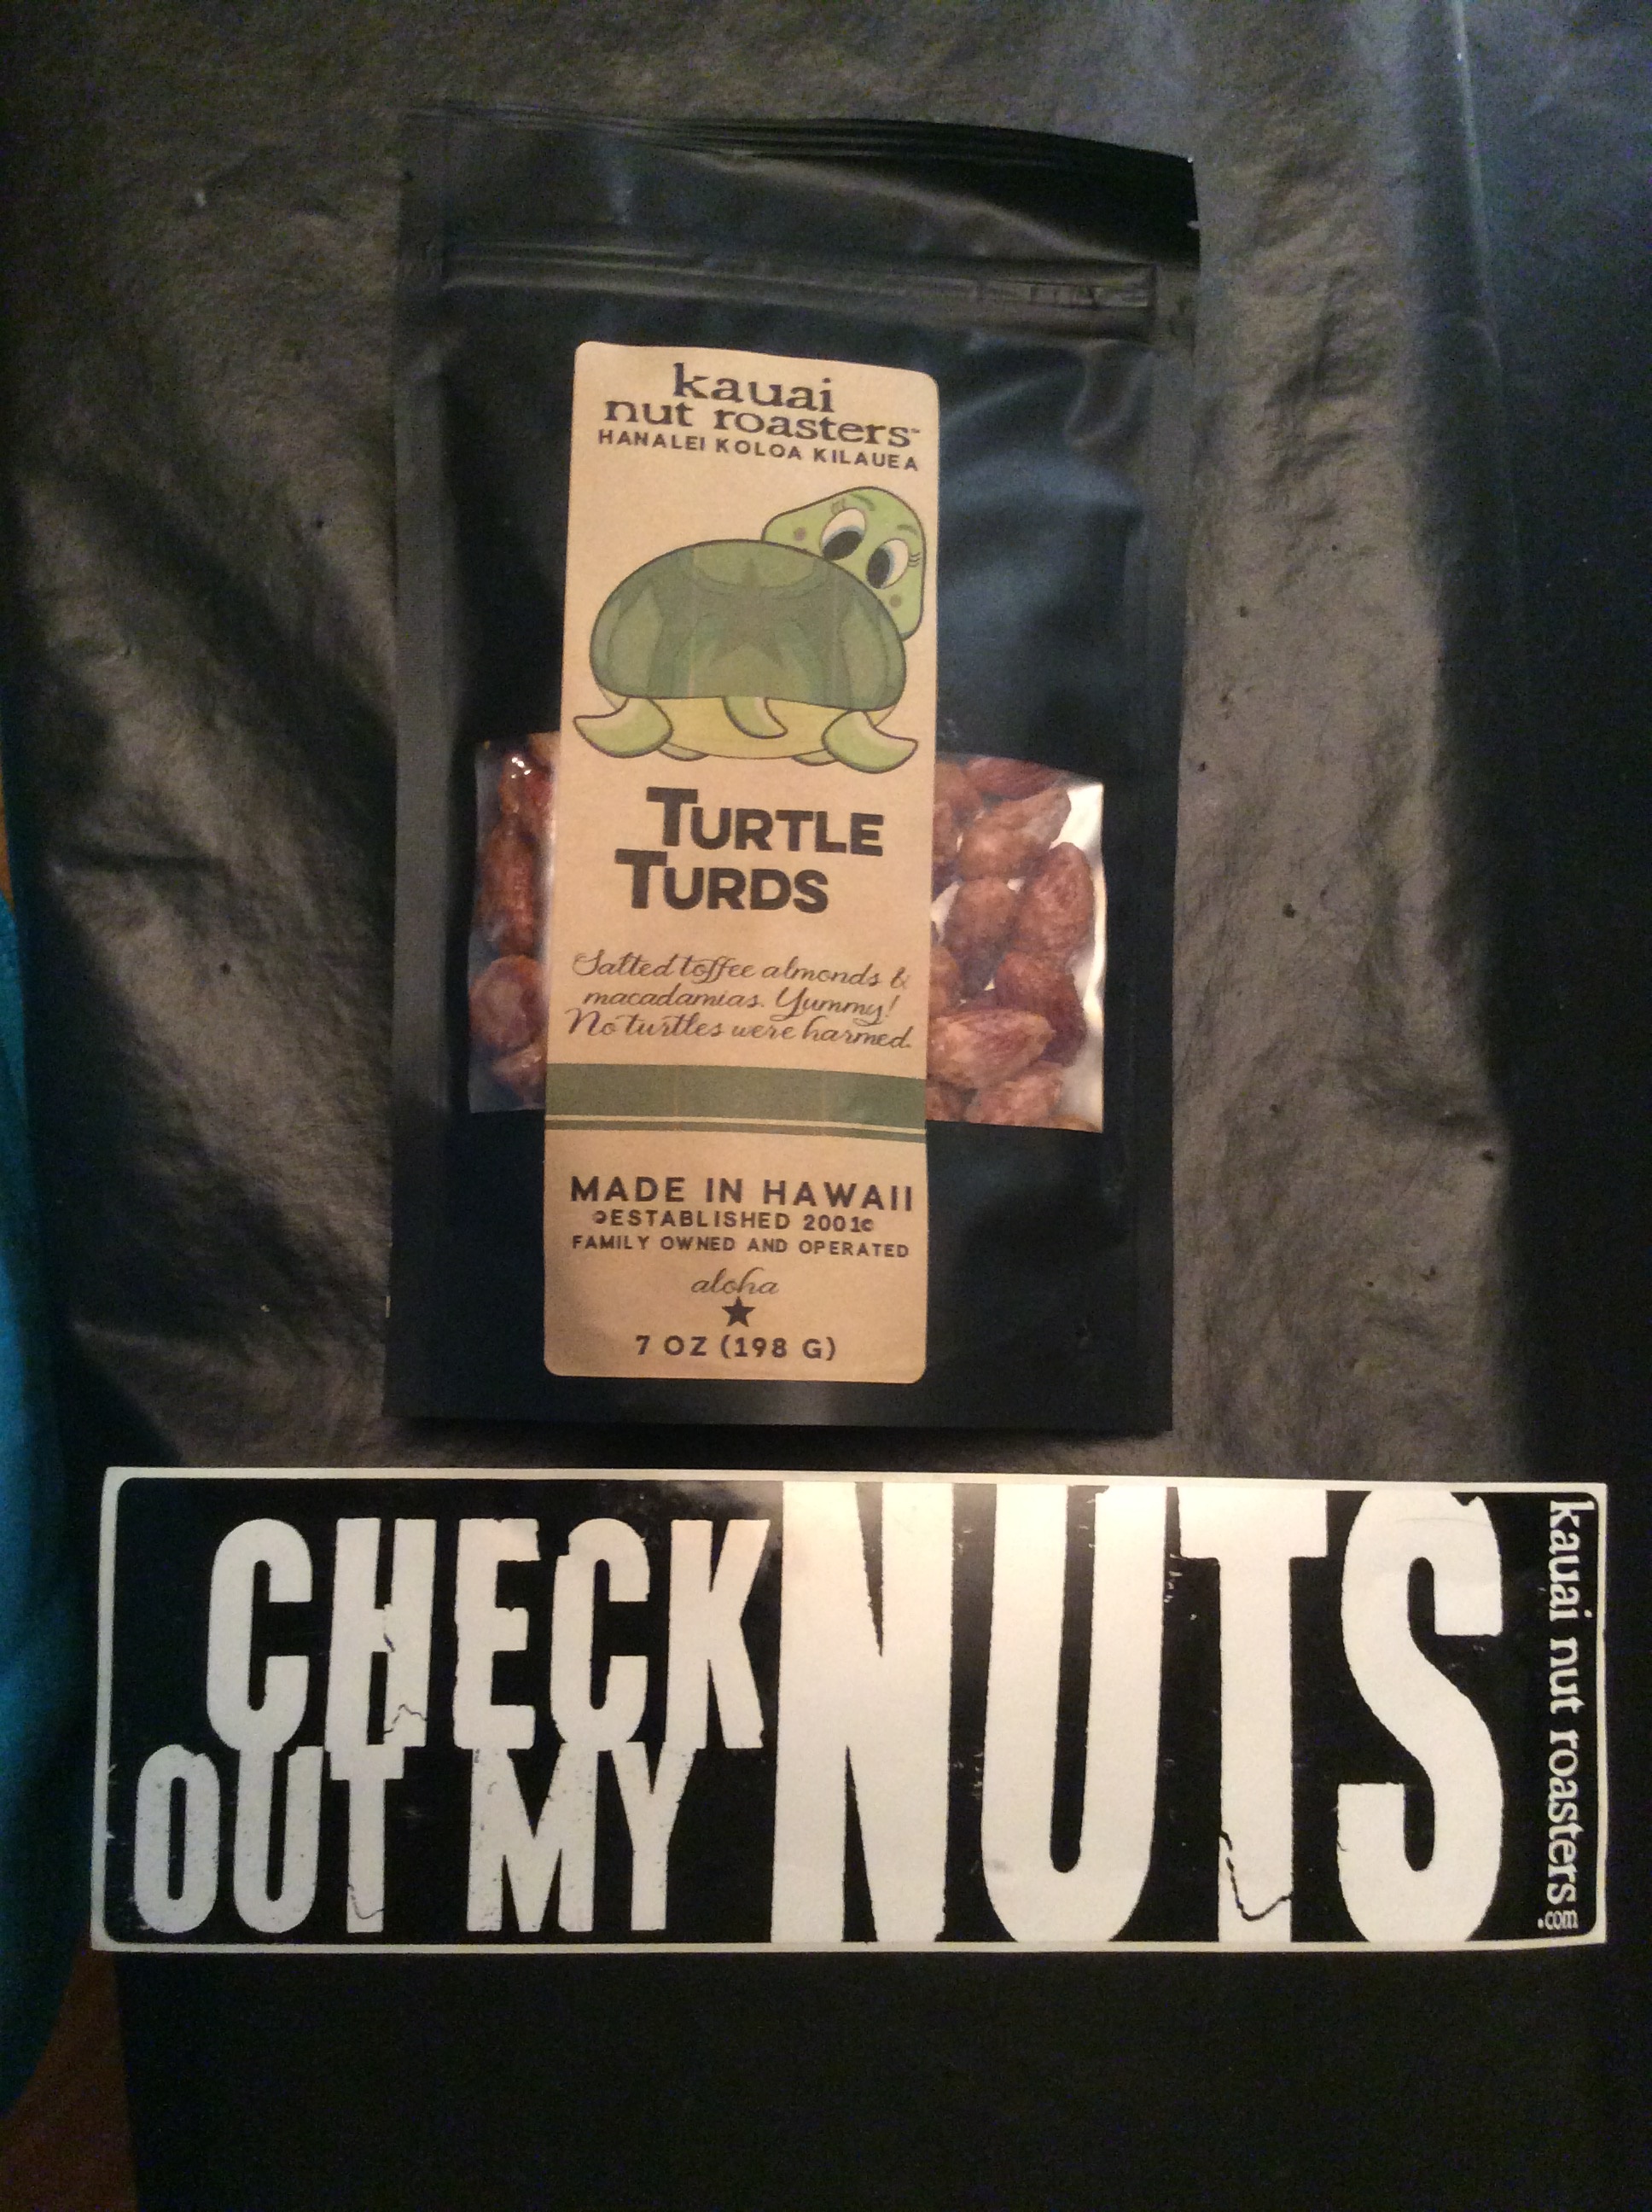 kauai
nut roasters™
HANALEI KOLOA KILAUEA
TURTLE
TURDS
Salted toffee almonds &
macadamias. Yummy!
No turtles were harmed.
MADE IN HAWAII
ESTABLISHED 2001
FAMILY OWNED AND OPERATED
aloha
7 OZ (198 G)
CHECK
OUT MY
NUTS
kauai nut roasters.com